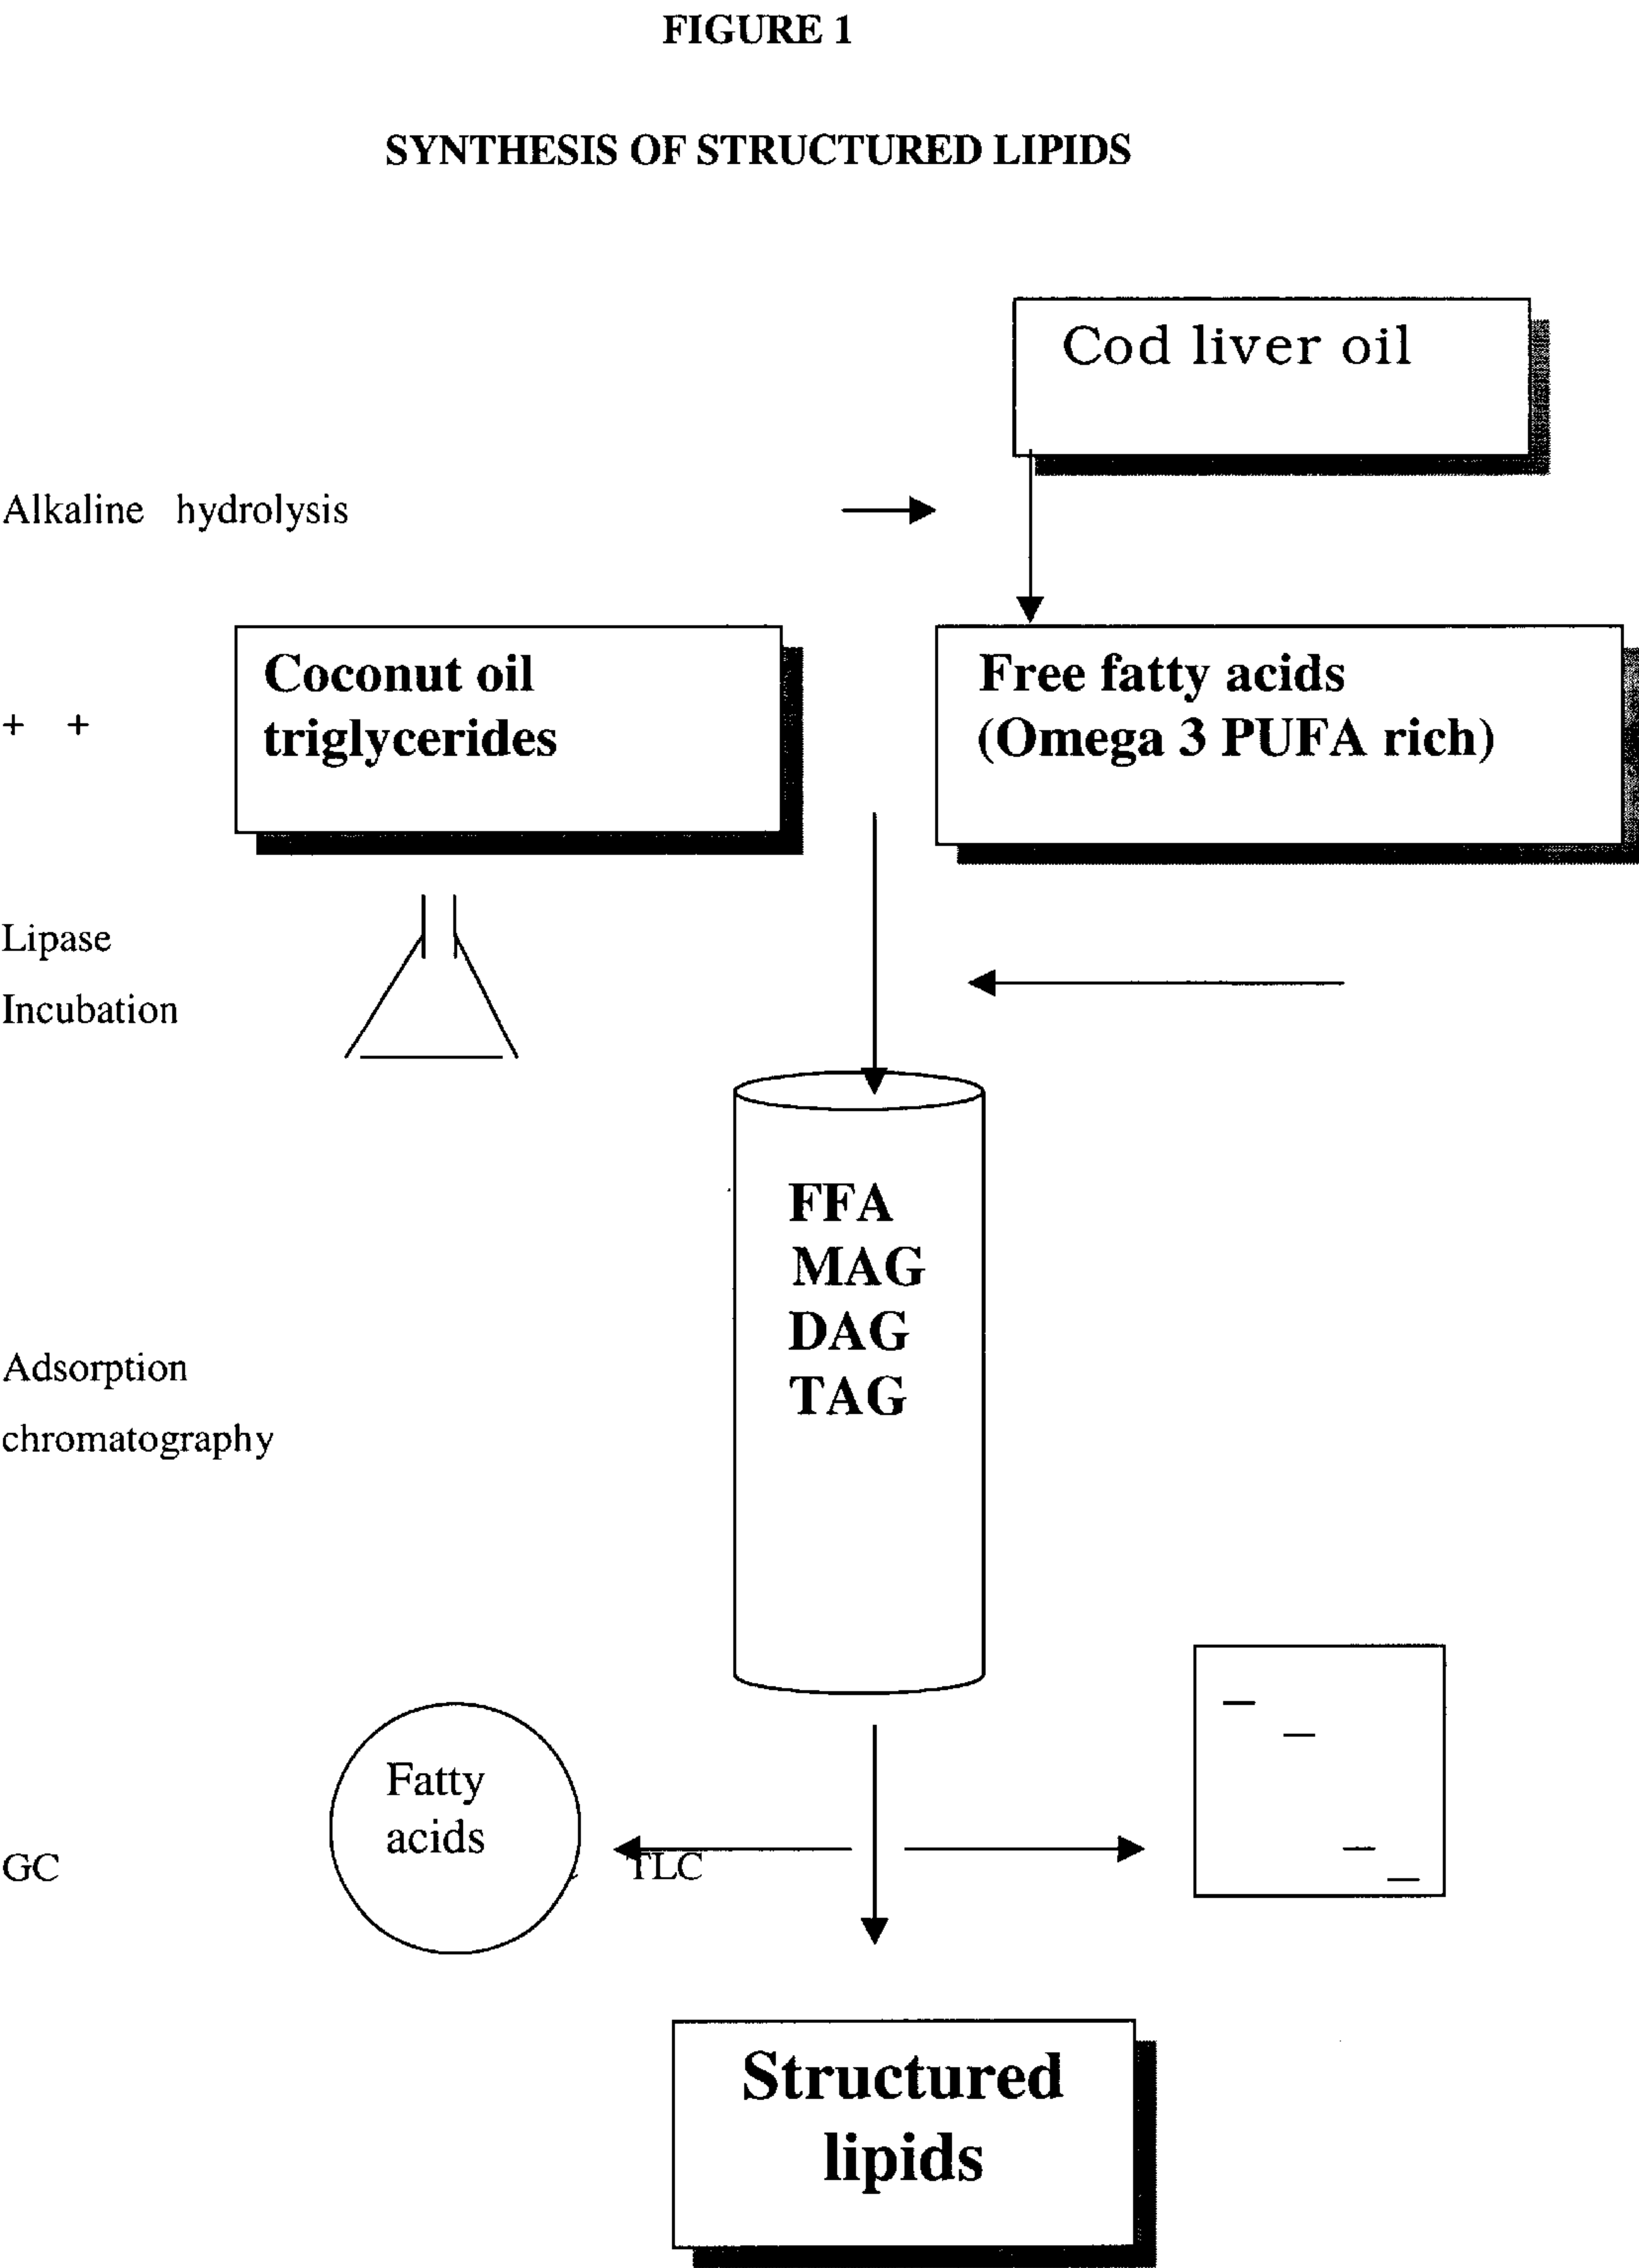 FIGURE 1
SYNTHESIS OF STRUCTURED LIPIDS
Cod liver oil
Alkaline hydrolysis
Coconut oil
triglycerides
Free fatty acids
(Omega 3 PUFA rich)
+ +
Lipase
Incubation
FFA
MAG
DAG
TAG
Adsorption
chromatography
Fatty
acids
GC
TLC
Structured
lipids